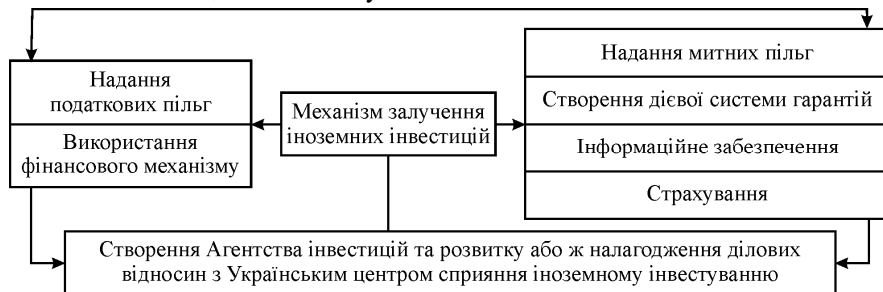 Надання
податкових пільг
Використання
фінансового механізму
Механізм залучення
іноземних інвестицій
Надання митних пільг
Створення дієвої системи гарантій
Інформаційне забезпечення
Страхування
Створення Агентства інвестицій та розвитку або ж налагодження ділових
відносин з Українським центром сприяння іноземному інвестуванню